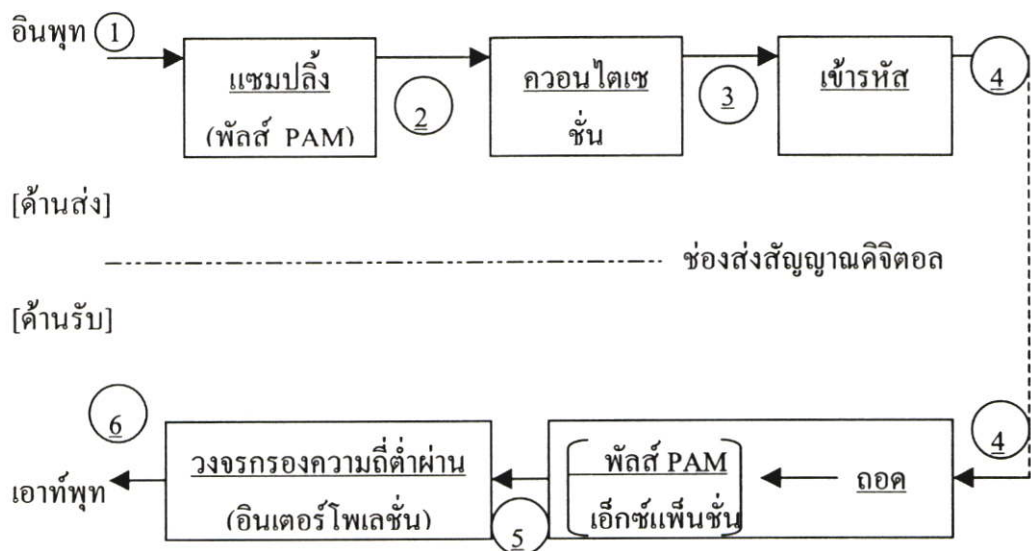 อินพุท 1
แซมปลิ้ง
(พัลส์ PAM)
2
ควอนไตเซ
ชั่น
3
เข้ารหัส
4
[ด้านส่ง]
ช่องส่งสัญญาณดิจิตอล
[ด้านรับ]
6
เอาท์พุท
วงจรกรองความถี่ต่ำผ่าน
(อินเตอร์โพเลชั่น)
5
พัลส์ PAM
เอ็กซ์แพ็นชั่น
ถอด
4